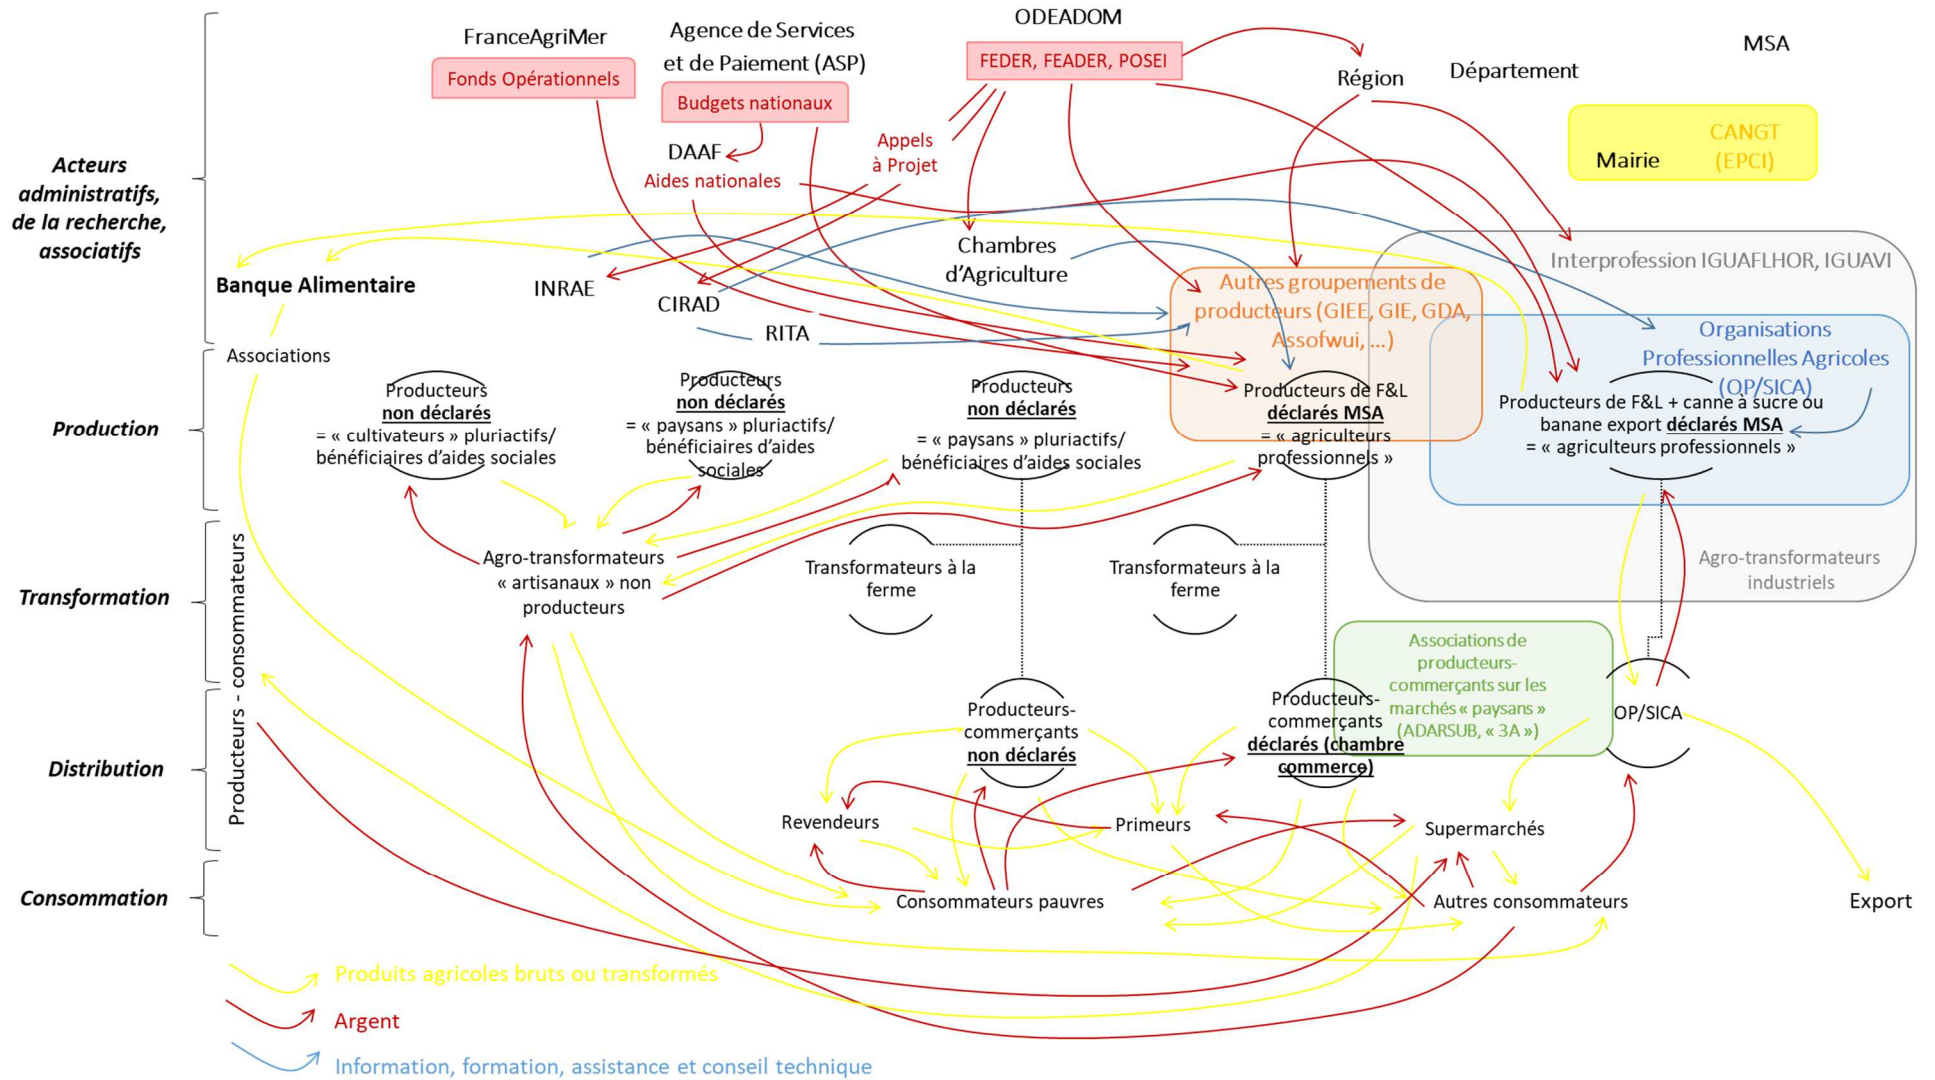 ODEADOM
FEDER, FEADER, POSEI
FranceAgriMer
Fonds Opérationnels
Agence de Services
et de Paiement (ASP)
Budgets nationaux
DAAF
Aides nationales
Appels
à Projet
Région
Département
MSA
CANGT
(EPCI)
Mairie
Acteurs
administratifs,
de la recherche,
associatifs
Banque Alimentaire
INRAE
CIRAD
RITA
Chambres
d’Agriculture
Autres groupements de
producteurs (GIEE, GIE, GDA,
Assofwui, …)
Interprofession IGUAFLHOR, IGUAVI
Organisations
Professionnelles Agricoles
(OP/SICA)
Associations
Production
Producteurs
non déclarés
= « cultivateurs » pluriactifs/
bénéficiaires d’aides sociales
Producteurs
non déclarés
= « paysans » pluriactifs/
bénéficiaires d’aides
sociales
Producteurs
non déclarés
= « paysans » pluriactifs/
bénéficiaires d’aides sociales
Producteurs de F&L
déclarés MSA
= « agriculteurs
professionnels »
Producteurs de F&L + canne à sucre ou
banane export déclarés MSA
= « agriculteurs professionnels »
Transformation
Producteurs - consommateurs
Agro-transformateurs
« artisanaux » non
producteurs
Transformateurs à la
ferme
Transformateurs à la
ferme
Agro-transformateurs
industriels
Distribution
Producteurs-
commerçants
non déclarés
Producteurs-
commerçants
déclarés (chambre
commerce)
Associations de
producteurs-
commerçants sur les
marchés « paysans »
(ADARSUB, « 3A »)
OP/SICA
Revendeurs
Primeurs
Supermarchés
Consommation
Consommateurs pauvres
Autres consommateurs
Export
Produits agricoles bruts ou transformés
Argent
Information, formation, assistance et conseil technique